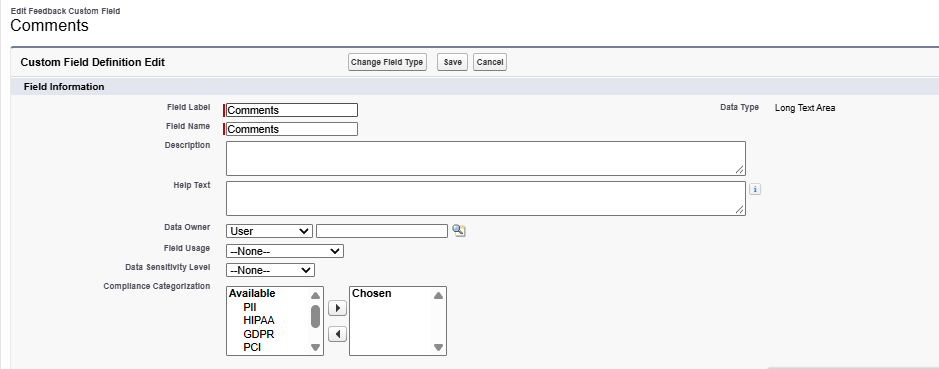 Edit Feedback Custom Field
Comments
Custom Field Definition Edit Change Field Type Save Cancel
Field Information
Field Label Comments Data Type Long Text Area
Field Name Comments
Description
Help Text i
Data Owner User
Field Usage --None--
Data Sensitivity Level --None--
Compliance Categorization
Available Chosen
PII
HIPAA
GDPR
PCI